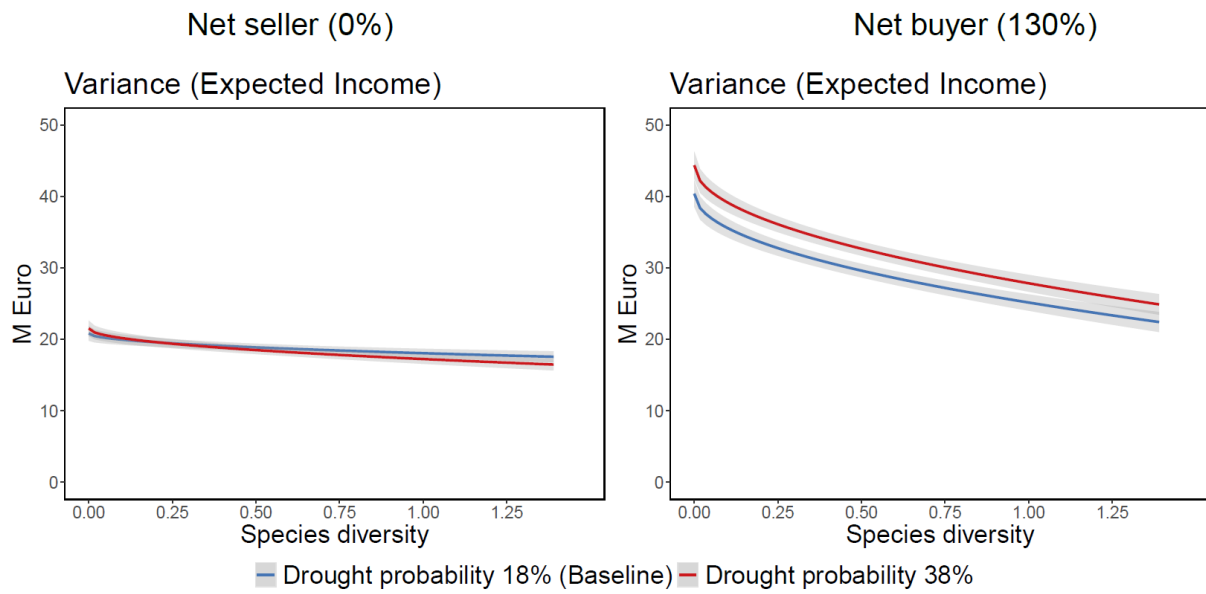 Net seller (0%)
Net buyer (130%)
Variance (Expected Income)
Variance (Expected Income)
M Euro
50
40
30
20
10
0
0.00 0.25 0.50 0.75 1.00 1.25
Species diversity
M Euro
50
40
30
20
10
0
0.00 0.25 0.50 0.75 1.00 1.25
Species diversity
Drought probability 18% (Baseline) Drought probability 38%